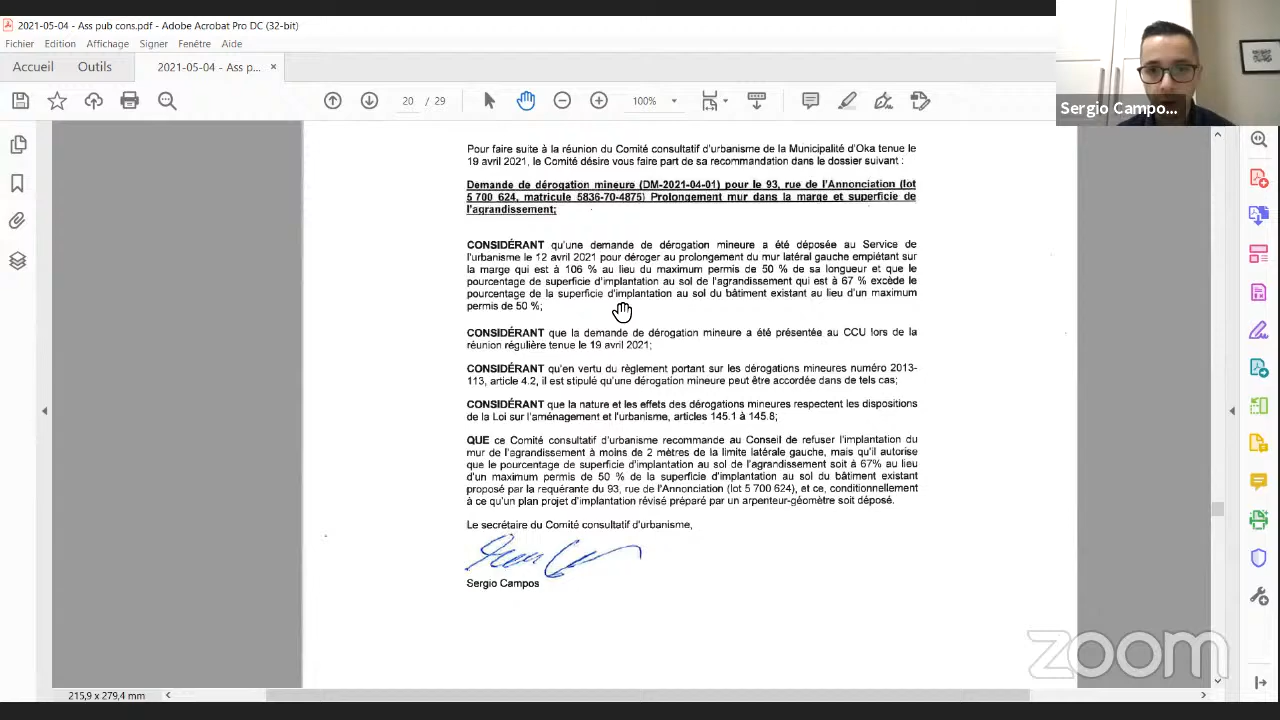 2021-05-04 - Ass pub cons.pdf - Adobe Acrobat Pro DC (32-bit)
Fichier Edition Affichage Signer Fenêtre Aide
Accueil Outils 2021-05-04 - Ass p... ×
20 / 29 100%
Sergio Campo...
Pour faire suite à la réunion du Comité consultatif d'urbanisme de la Municipalité d'Oka tenue le
19 avril 2021, le Comité désire vous faire part de sa recommandation dans le dossier suivant :
Demande de dérogation mineure (DM-2021-04-01) pour le 93, rue de l'Annonciation (lot
5 700 624, matricule 5836-70-4875) Prolongement mur dans la marge et superficie de
l'agrandissement;
CONSIDÉRANT qu'une demande de dérogation mineure a été déposée au Service de
l'urbanisme le 12 avril 2021 pour déroger au prolongement du mur latéral gauche empiétant sur
la marge qui est à 106 % au lieu du maximum permis de 50 % de sa longueur et que le
pourcentage de superficie d'implantation au sol de l'agrandissement qui est à 67 % excède le
pourcentage de la superficie d'implantation au sol du bâtiment existant au lieu d'un maximum
permis de 50 %;
CONSIDÉRANT que la demande de dérogation mineure a été présentée au CCU lors de la
réunion régulière tenue le 19 avril 2021;
CONSIDÉRANT qu'en vertu du règlement portant sur les dérogations mineures numéro 2013-
113, article 4.2, il est stipulé qu'une dérogation mineure peut être accordée dans de tels cas;
CONSIDÉRANT que la nature et les effets des dérogations mineures respectent les dispositions
de la Loi sur l'aménagement et l'urbanisme, articles 145.1 à 145.8;
QUE ce Comité consultatif d'urbanisme recommande au Conseil de refuser l'implantation du
mur de l'agrandissement à moins de 2 mètres de la limite latérale gauche, mais qu'il autorise
que le pourcentage de superficie d'implantation au sol de l'agrandissement soit à 67% au lieu
d'un maximum permis de 50 % de la superficie d'implantation au sol du bâtiment existant
proposé par la requérante du 93, rue de l'Annonciation (lot 5 700 624), et ce, conditionnellement
à ce qu'un plan projet d'implantation révisé préparé par un arpenteur-géomètre soit déposé.
Le secrétaire du Comité consultatif d'urbanisme,
Sergio Campos
zoom
215,9 x 279,4 mm